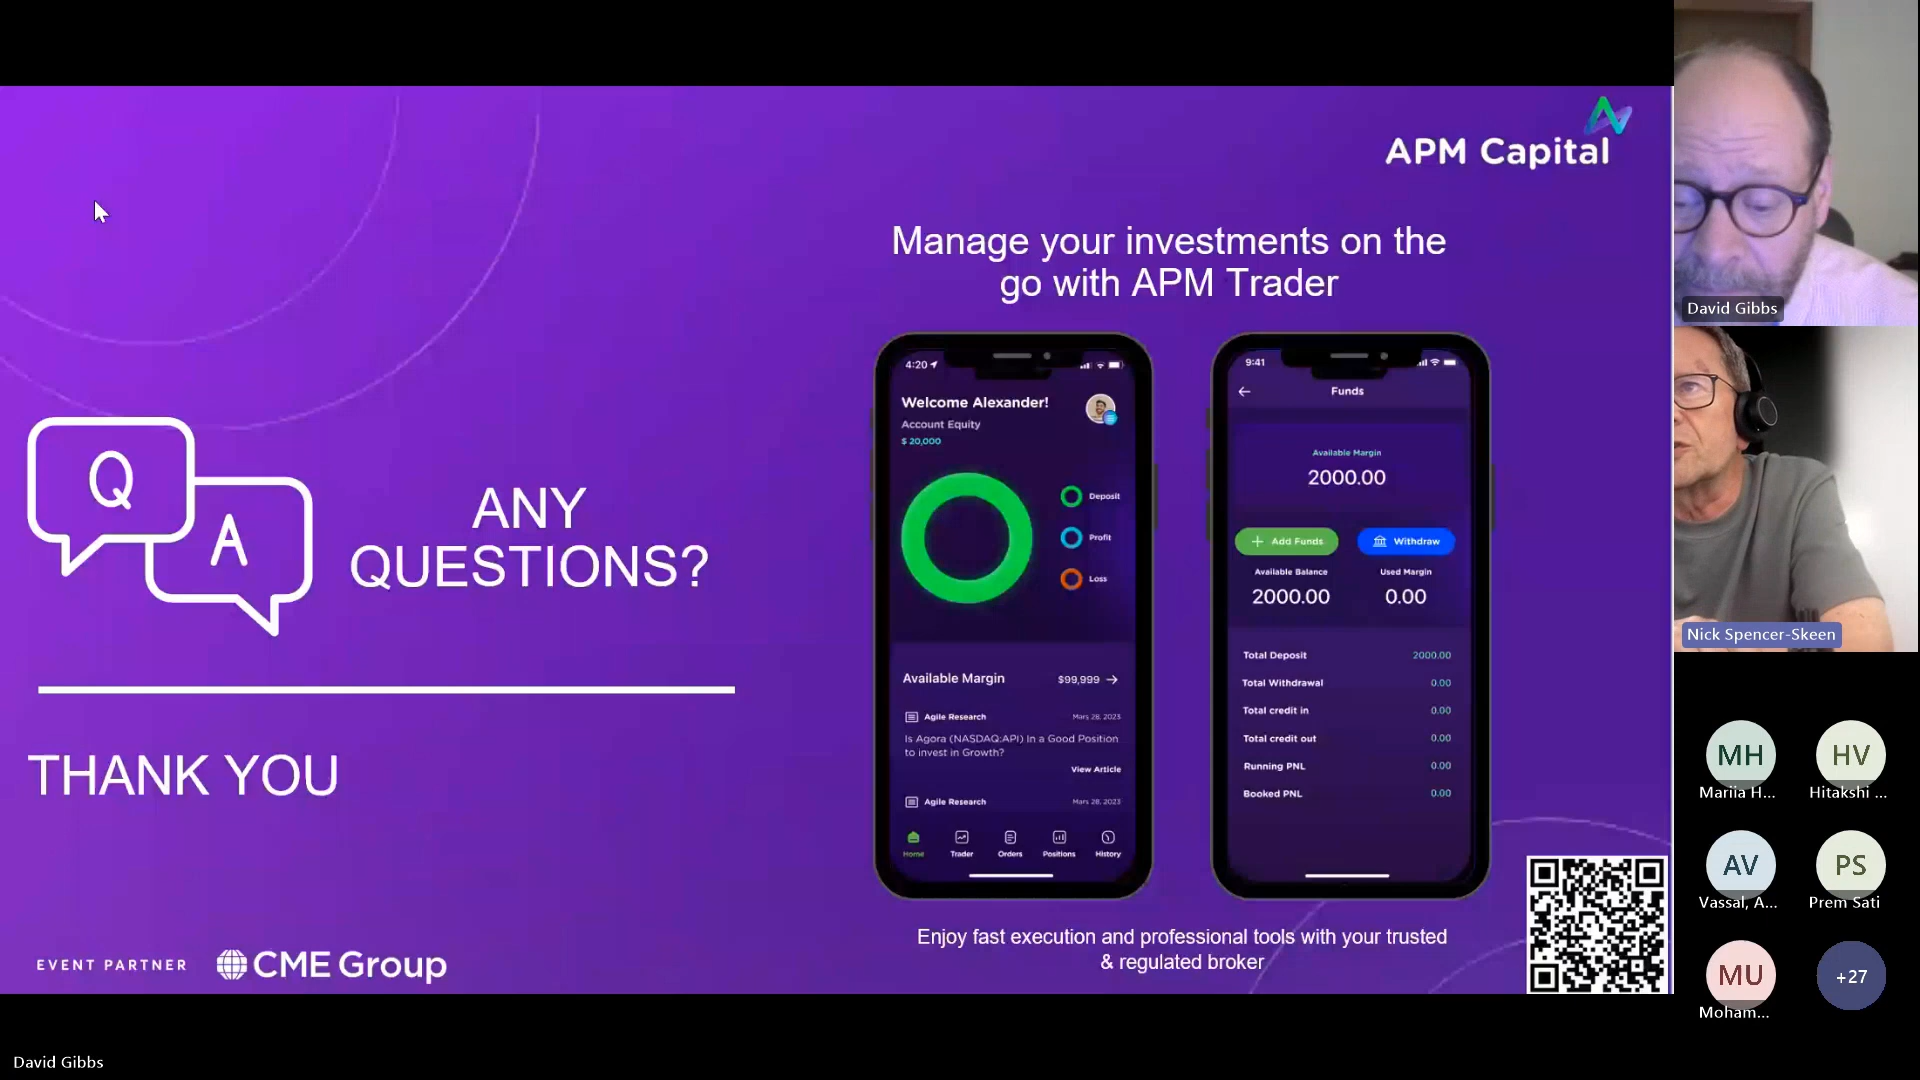 APM Capital
Manage your investments on the
go with APM Trader
Q
A
ANY
QUESTIONS?
THANK YOU
EVENT PARTNER
CME Group
4:20
Welcome Alexander!
Account Equity
$ 20,000
Deposit
Profit
Loss
Available Margin
$99,999 →
Agile Research
Mars 28, 2023
Is Agora (NASDAQ:API) In a Good Position
to invest in Growth?
View Article
Agile Research
Mars 28, 2023
Home
Trader
Orders
Positions
History
9:41
Funds
Available Margin
2000.00
+ Add Funds
Withdraw
Available Balance
Used Margin
2000.00
0.00
Total Deposit 2000.00
Total Withdrawal 0.00
Total credit in 0.00
Total credit out 0.00
Running PNL 0.00
Booked PNL 0.00
Enjoy fast execution and professional tools with your trusted
& regulated broker
David Gibbs
Nick Spencer-Skeen
MH
Mariia H...
HV
Hitakshi ...
AV
Vassal, A...
PS
Prem Sati
MU
Moham...
+27
David Gibbs